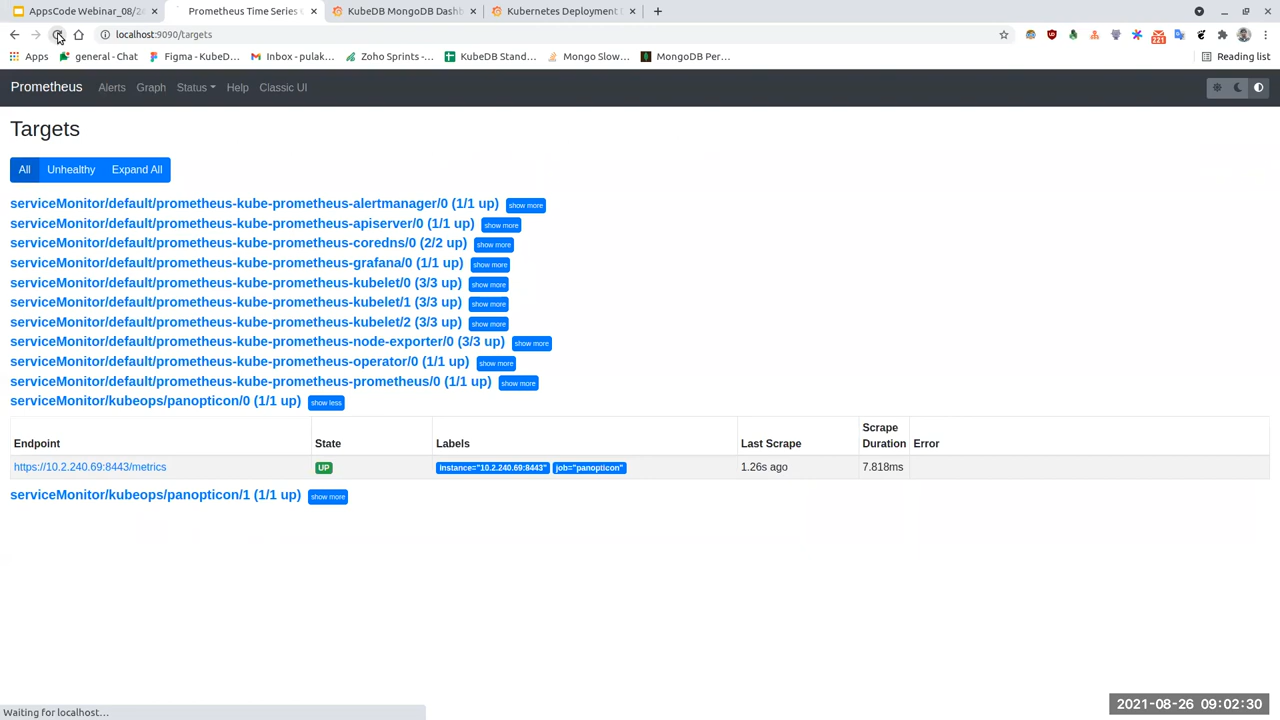 AppsCode Webinar_08/2
Prometheus Time Series
KubeDB MongoDB Dash
Kubernetes Deployment
localhost:9090/targets
Apps
general - Chat
Figma - KubeD...
Inbox - pulak...
Zoho Sprints -...
KubeDB Stand...
Mongo Slow...
MongoDB Per...
221
Reading list
Prometheus
Alerts
Graph
Status
Help
Classic UI
Targets
All
Unhealthy
Expand All
serviceMonitor/default/prometheus-kube-prometheus-alertmanager/0 (1/1 up) show more
serviceMonitor/default/prometheus-kube-prometheus-apiserver/0 (1/1 up) show more
serviceMonitor/default/prometheus-kube-prometheus-coredns/0 (2/2 up) show more
serviceMonitor/default/prometheus-kube-prometheus-grafana/0 (1/1 up) show more
serviceMonitor/default/prometheus-kube-prometheus-kubelet/0 (3/3 up) show more
serviceMonitor/default/prometheus-kube-prometheus-kubelet/1 (3/3 up) show more
serviceMonitor/default/prometheus-kube-prometheus-kubelet/2 (3/3 up) show more
serviceMonitor/default/prometheus-kube-prometheus-node-exporter/0 (3/3 up) show more
serviceMonitor/default/prometheus-kube-prometheus-operator/0 (1/1 up) show more
serviceMonitor/default/prometheus-kube-prometheus-prometheus/0 (1/1 up) show more
serviceMonitor/kubeops/panopticon/0 (1/1 up) show less
Endpoint State Labels Last Scrape Scrape Duration Error
https://10.2.240.69:8443/metrics UP instance="10.2.240.69:8443" job="panopticon" 1.26s ago 7.818ms
serviceMonitor/kubeops/panopticon/1 (1/1 up) show more
Waiting for localhost...
2021-08-26 09:02:30